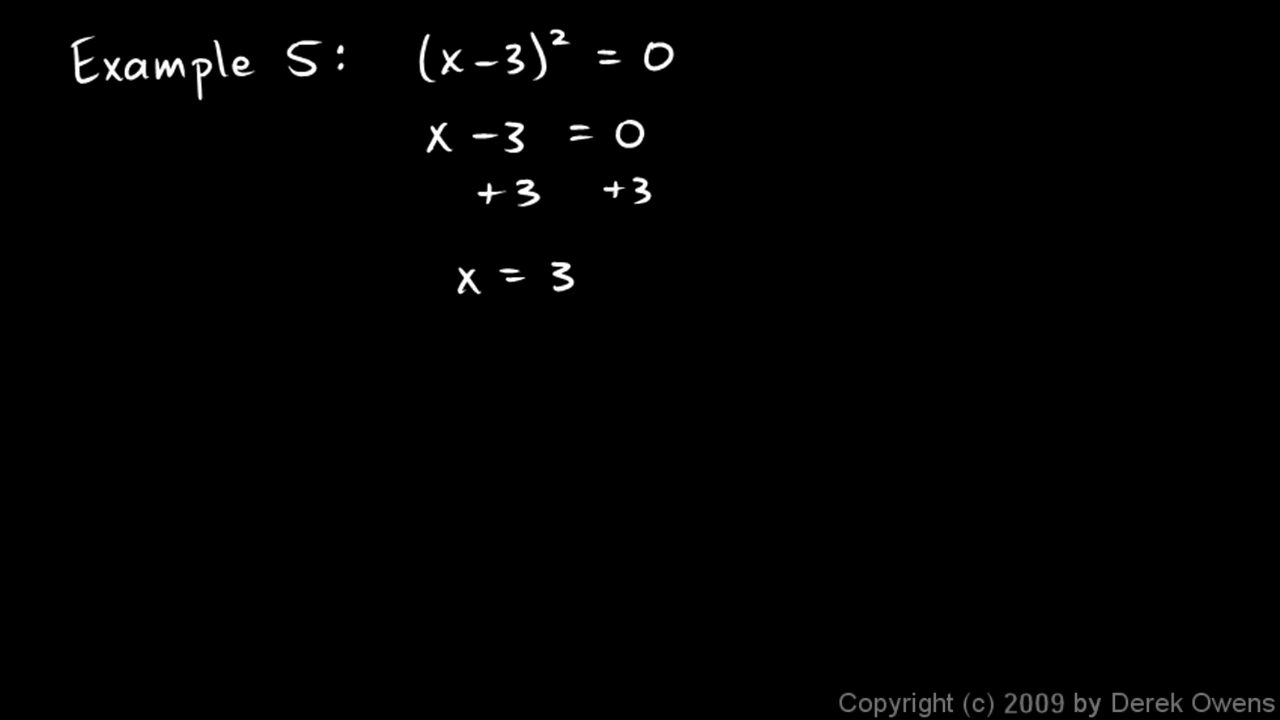 Example 5: (x-3)² = 0
x - 3 = 0
+3 +3
x = 3
Copyright (c) 2009 by Derek Owens